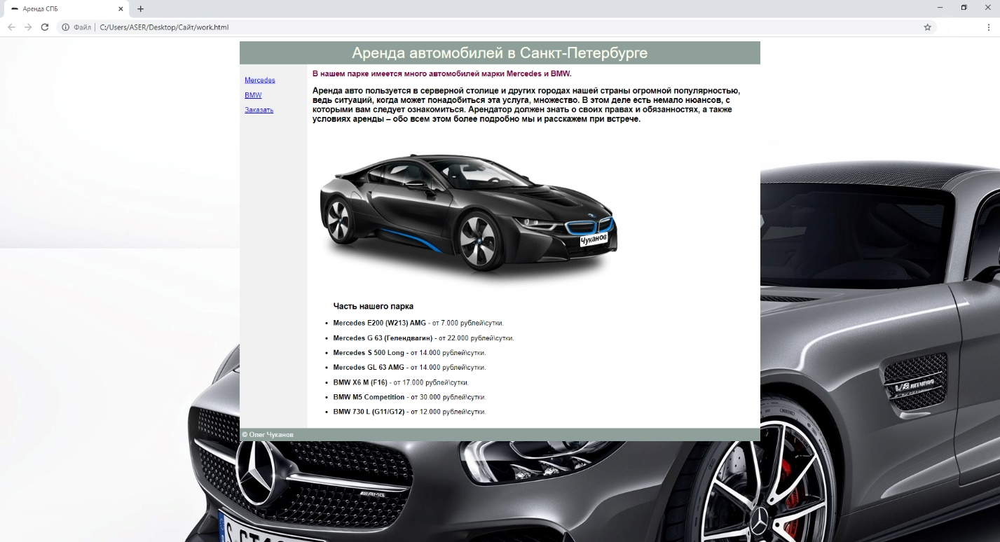 Аренда СПБ
Файл
C:/Users/ASER/Desktop/Сайт/work.html
Аренда автомобилей в Санкт-Петербурге
Mercedes
BMW
Заказать
В нашем парке имеется много автомобилей марки Mercedes и BMW.
Аренда авто пользуется в серверной столице и других городах нашей страны огромной популярностью,
ведь ситуаций, когда может понадобиться эта услуга, множество. В этом деле есть немало нюансов, с
которыми вам следует ознакомиться. Арендатор должен знать о своих правах и обязанностях, а также
условиях аренды – обо всем этом более подробно мы и расскажем при встрече.
Чуканов
Часть нашего парка
• Mercedes E200 (W213) AMG - от 7.000 рублей\сутки.
• Mercedes G 63 (Гелендвагин) - от 22.000 рублей\сутки.
• Mercedes S 500 Long - от 14.000 рублей\сутки.
• Mercedes GL 63 AMG - от 14.000 рублей\сутки.
• BMW X6 M (F16) - от 17.000 рублей\сутки.
• BMW M5 Competition - от 30.000 рублей\сутки.
• BMW 730 L (G11/G12) - от 12.000 рублей\сутки.
© Олег Чуканов
V8 BITURBO
AMG